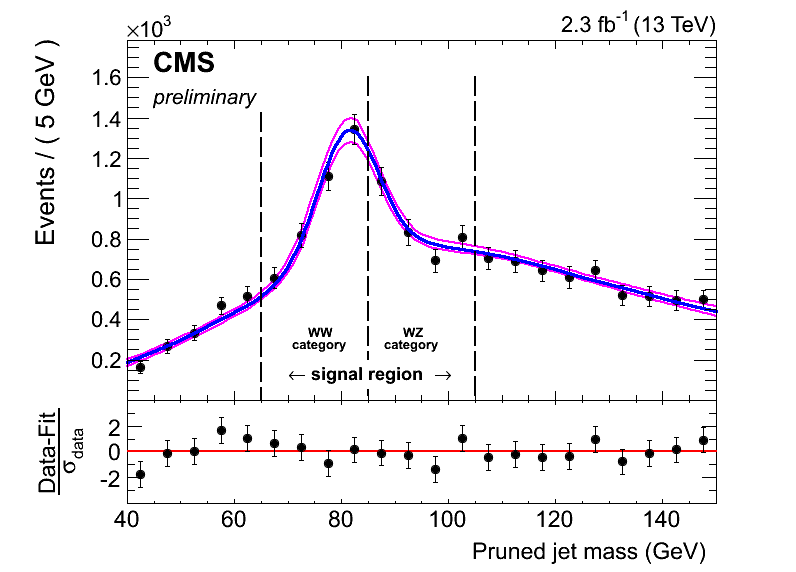 ×10³
2.3 fb⁻¹ (13 TeV)
CMS
preliminary
Events / ( 5 GeV )
1.6
1.4
1.2
1
0.8
0.6
0.4
0.2
WW
category
WZ
category
← signal region →
Data-Fit
σdata
2
0
-2
40
60
80
100
120
140
Pruned jet mass (GeV)